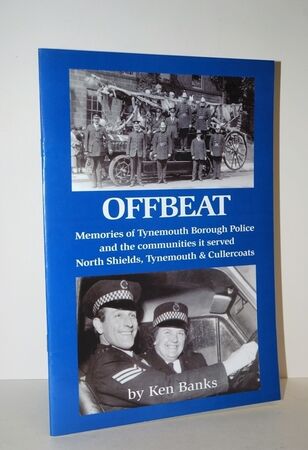 OFFBEAT
Memories of Tynemouth Borough Police
and the communities it served
North Shields, Tynemouth & Cullercoats
by Ken Banks